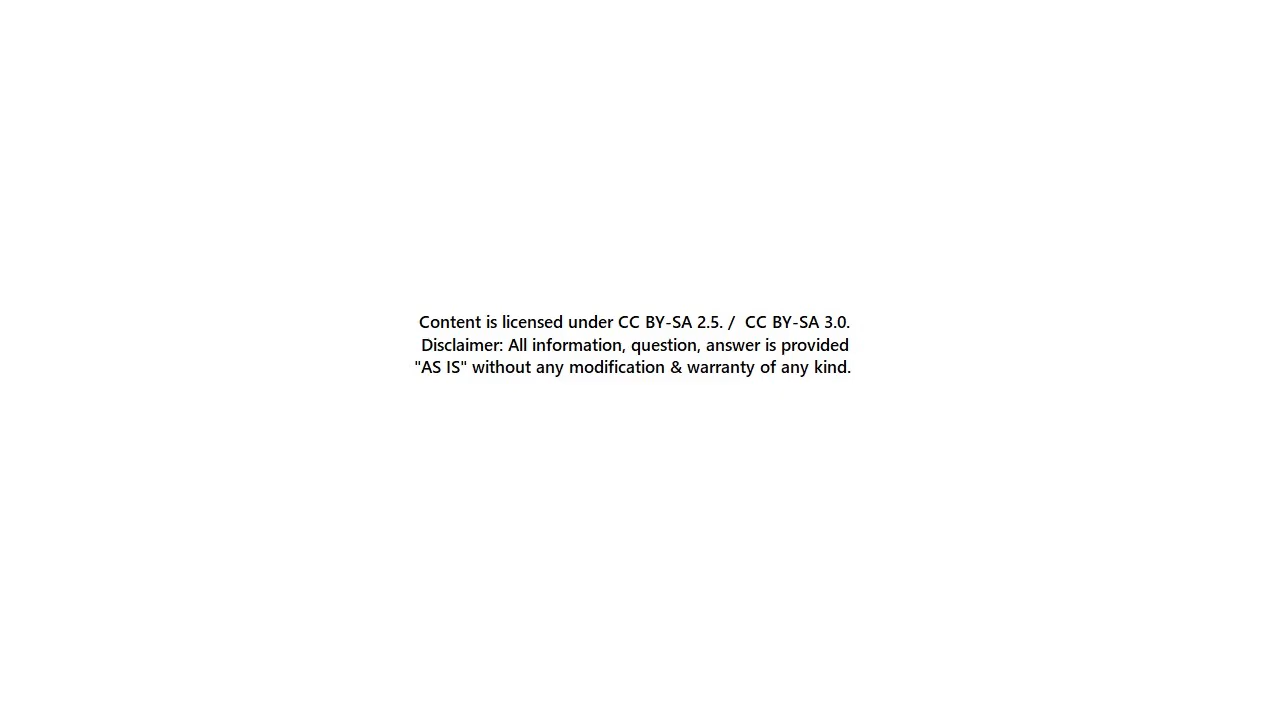 Content is licensed under CC BY-SA 2.5. /  CC BY-SA 3.0.
Disclaimer: All information, question, answer is provided
"AS IS" without any modification & warranty of any kind.